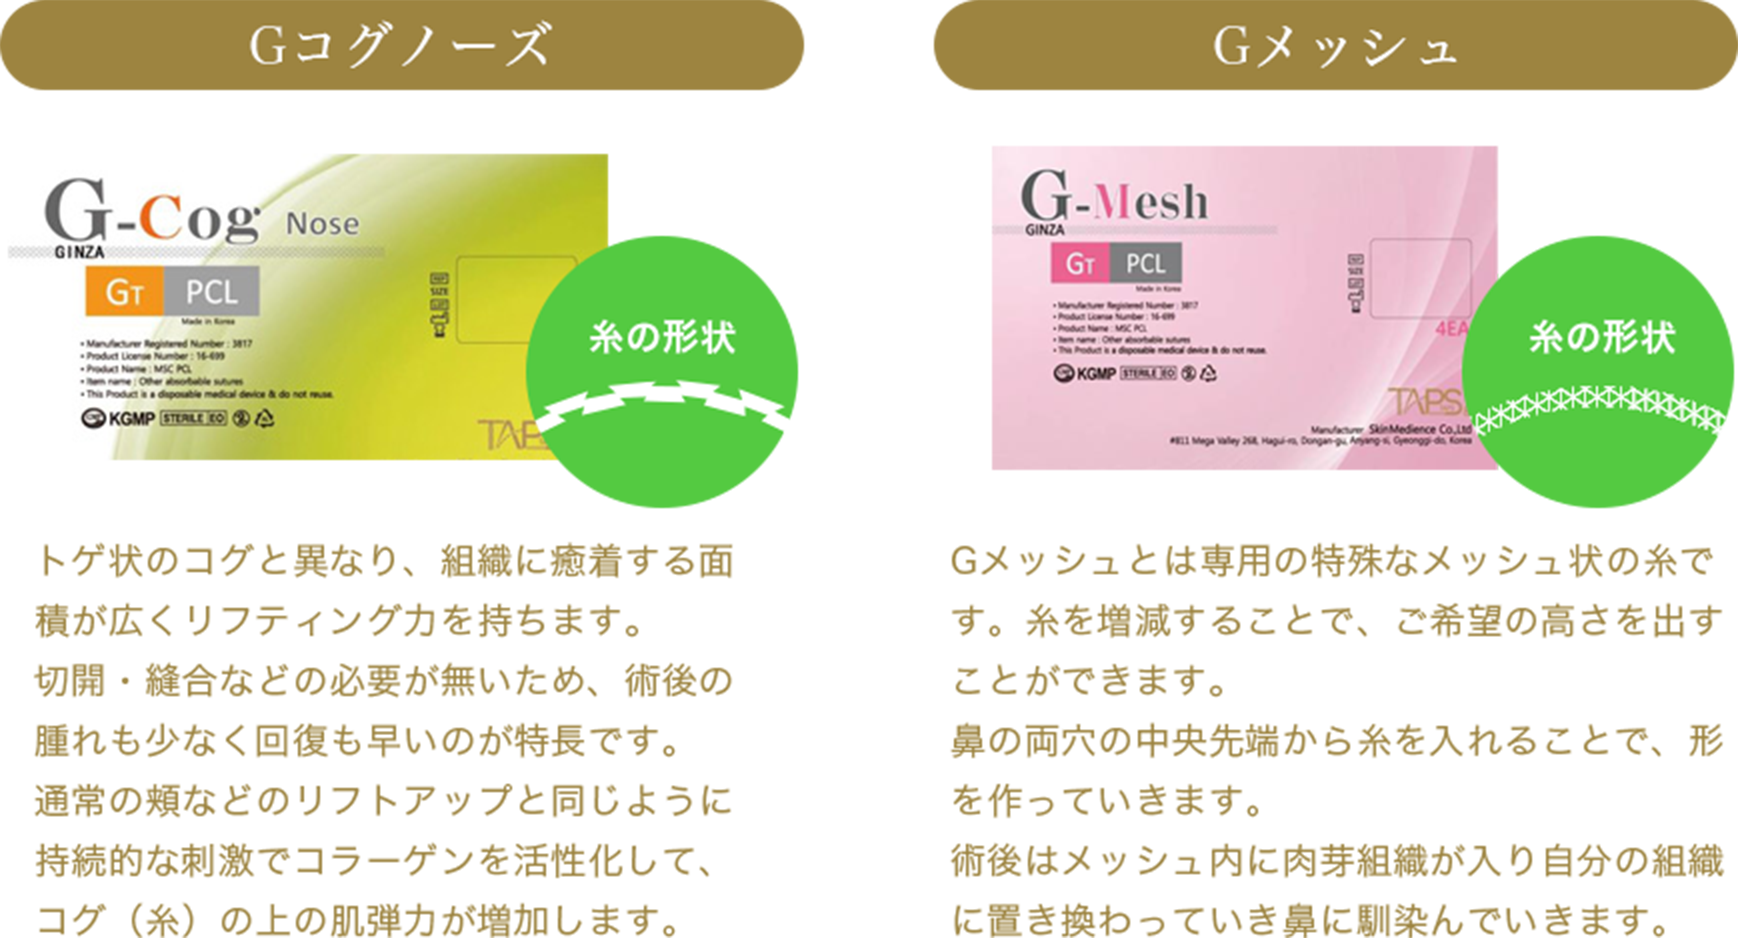 Gコグノーズ
G-Cog Nose
GINZA
GT PCL
Made in Korea
• Manufacturer Registered Number : 3817
• Product License Number : 16-699
• Product Name : MSC PCL
• Item name : Other absorbable sutures
• This Product is a disposable medical device & do not reuse.
KGMP STERILE EO
REF
SIZE
LOT
糸の形状
トゲ状のコグと異なり、組織に癒着する面
積が広くリフティング力を持ちます。
切開・縫合などの必要が無いため、術後の
腫れも少なく回復も早いのが特長です。
通常の頬などのリフトアップと同じように
持続的な刺激でコラーゲンを活性化して、
コグ（糸）の上の肌弾力が増加します。
Gメッシュ
G-Mesh
GINZA
GT PCL
Made in Korea
• Manufacturer Registered Number : 3817
• Product License Number : 16-699
• Product Name : MSC PCL
• Item name : Other absorbable sutures
• This Product is a disposable medical device & do not reuse.
KGMP STERILE EO
REF
SIZE
LOT
4EA
TAPS
Manufacturer SkinMedience Co.,Ltd
#811 Mega Valley 268, Hagui-ro, Dongan-gu, Anyang-si, Gyeonggi-do, Korea
糸の形状
Gメッシュとは専用の特殊なメッシュ状の糸で
す。糸を増減することで、ご希望の高さを出す
ことができます。
鼻の両穴の中央先端から糸を入れることで、形
を作っていきます。
術後はメッシュ内に肉芽組織が入り自分の組織
に置き換わっていき鼻に馴染んでいきます。